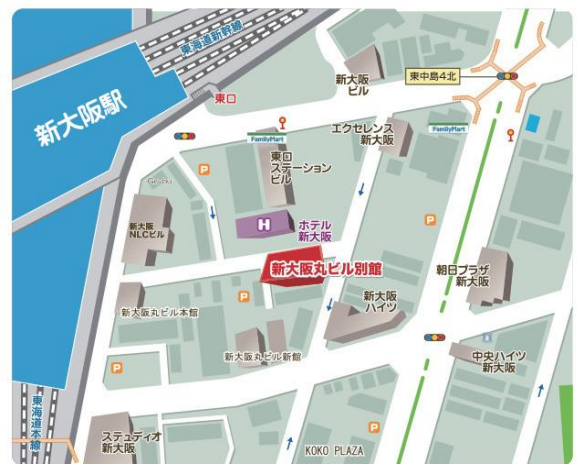 東海道新幹線
新大阪駅
東口
新大阪
ビル
東中島4北
FamilyMart
エクセレンス
新大阪
FamilyMart
東口
ステーション
ビル
P
P
H
ホテル
新大阪
新大阪
NLCビル
新大阪丸ビル別館
朝日プラザ
新大阪
P
新大阪丸ビル本館
新大阪
ハイツ
新大阪丸ビル新館
中央ハイツ
新大阪
P
P
東海道本線
ステュディオ
新大阪
KOKO PLAZA
P